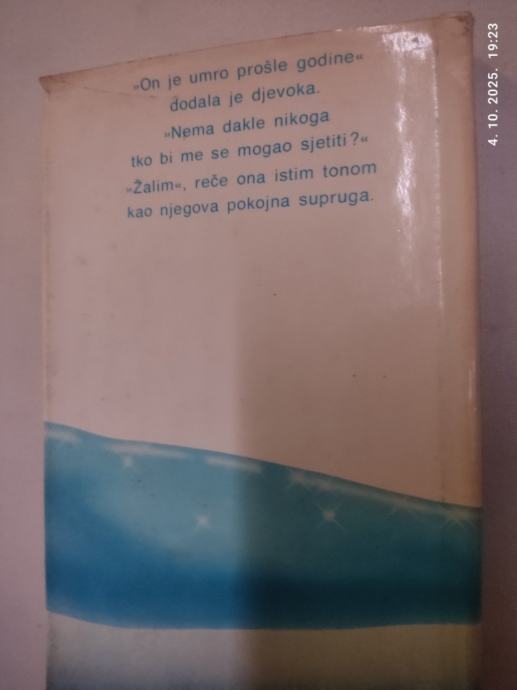 »On je umro prošle godine«
dodala je djevoka.
»Nema dakle nikoga
tko bi me se mogao sjetiti?«
»Žalim«, reče ona istim tonom
kao njegova pokojna supruga.
4. 10. 2025. 19:23